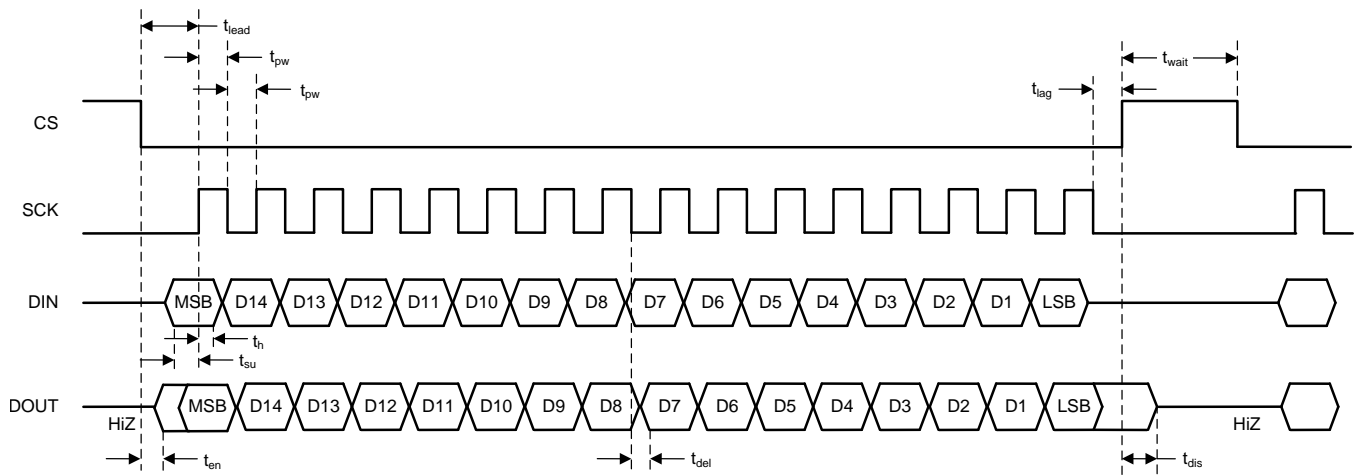 t_lead
t_pw
t_wait
t_pw
t_lag
CS
SCK
DIN
MSB D14 D13 D12 D11 D10 D9 D8 D7 D6 D5 D4 D3 D2 D1 LSB
t_h
t_su
DOUT
MSB D14 D13 D12 D11 D10 D9 D8 D7 D6 D5 D4 D3 D2 D1 LSB
HiZ HiZ
t_en t_del t_dis